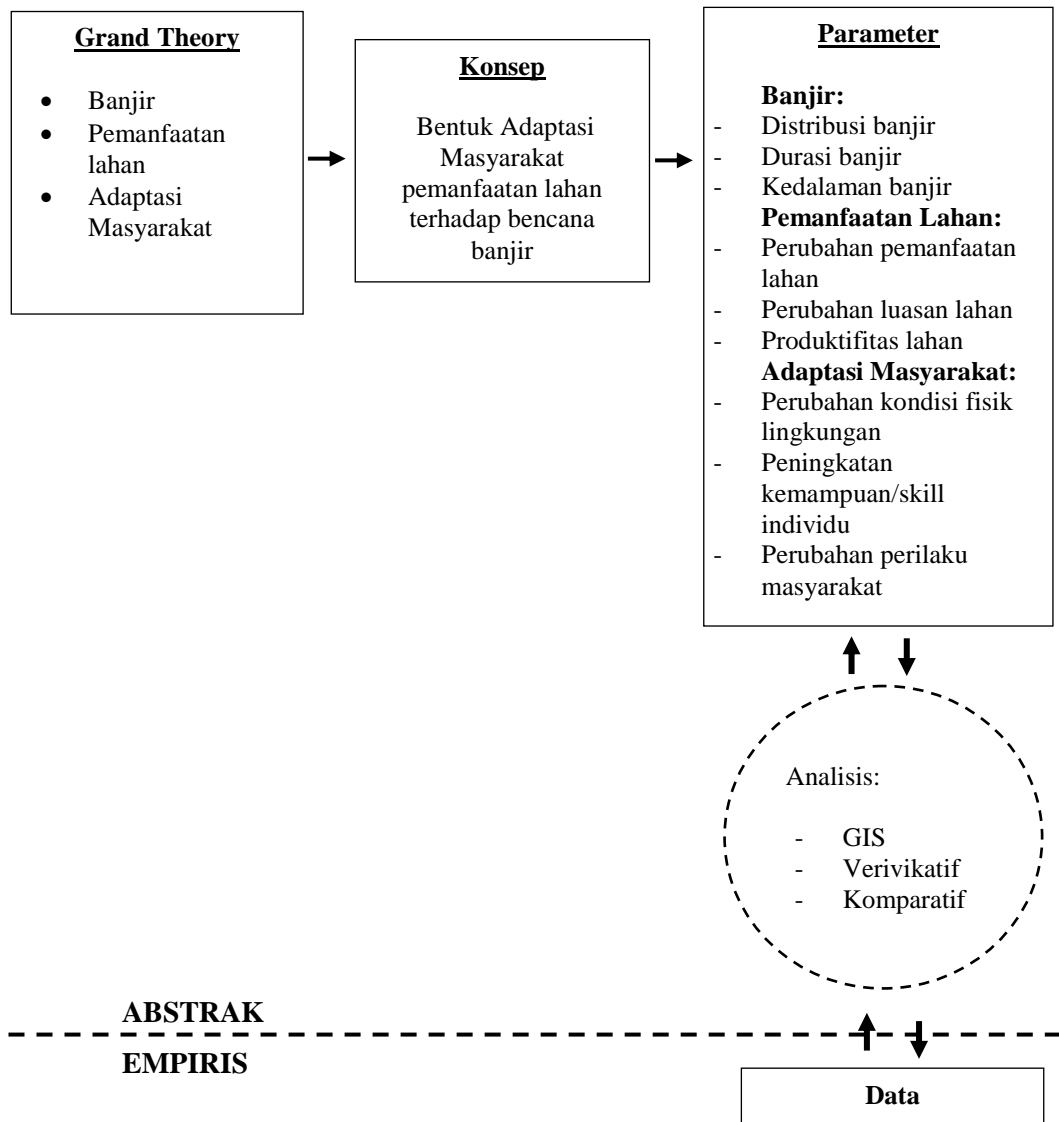 Grand Theory
• Banjir
• Pemanfaatan
lahan
• Adaptasi
Masyarakat
Konsep
Bentuk Adaptasi
Masyarakat
pemanfaatan lahan
terhadap bencana
banjir
Parameter
Banjir:
- Distribusi banjir
- Durasi banjir
- Kedalaman banjir
Pemanfaatan Lahan:
- Perubahan pemanfaatan
lahan
- Perubahan luasan lahan
- Produktifitas lahan
Adaptasi Masyarakat:
- Perubahan kondisi fisik
lingkungan
- Peningkatan
kemampuan/skill
individu
- Perubahan perilaku
masyarakat
Analisis:
- GIS
- Verivikatif
- Komparatif
ABSTRAK
EMPIRIS
Data